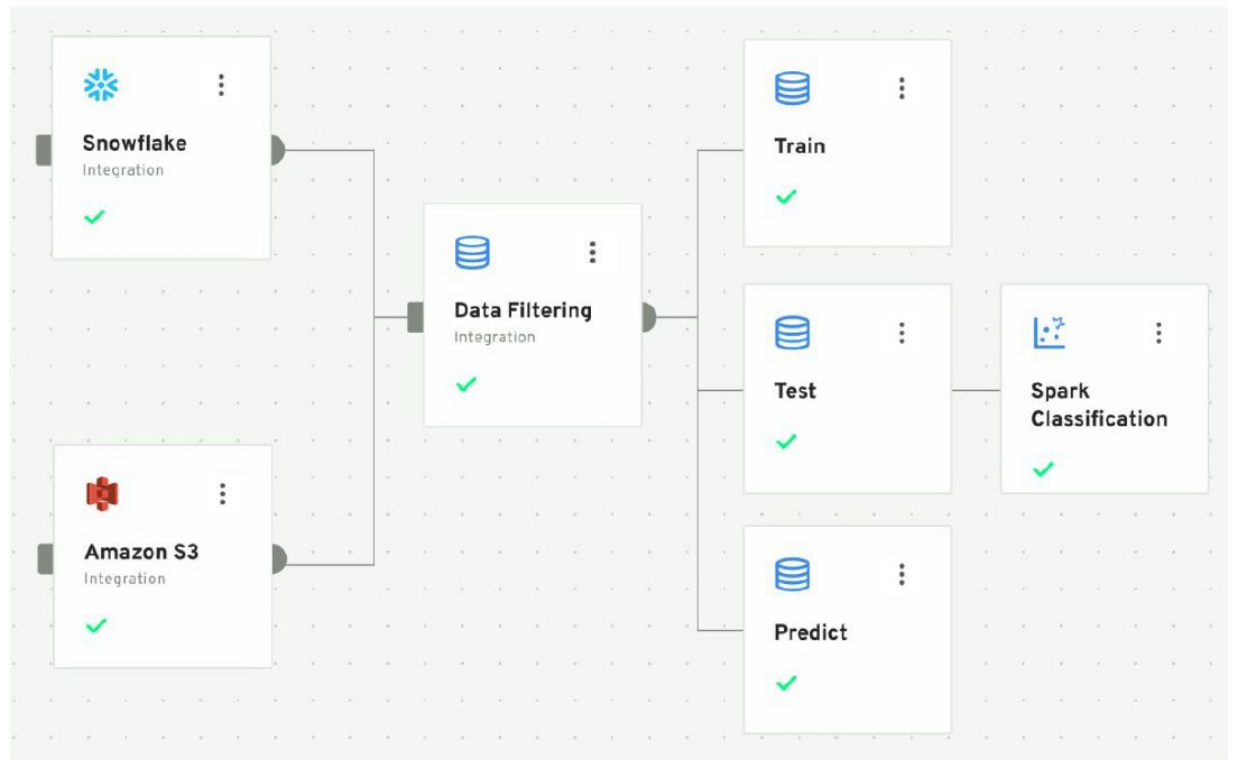 Snowflake
Integration
Amazon S3
Integration
Data Filtering
Integration
Train
Test
Predict
Spark
Classification